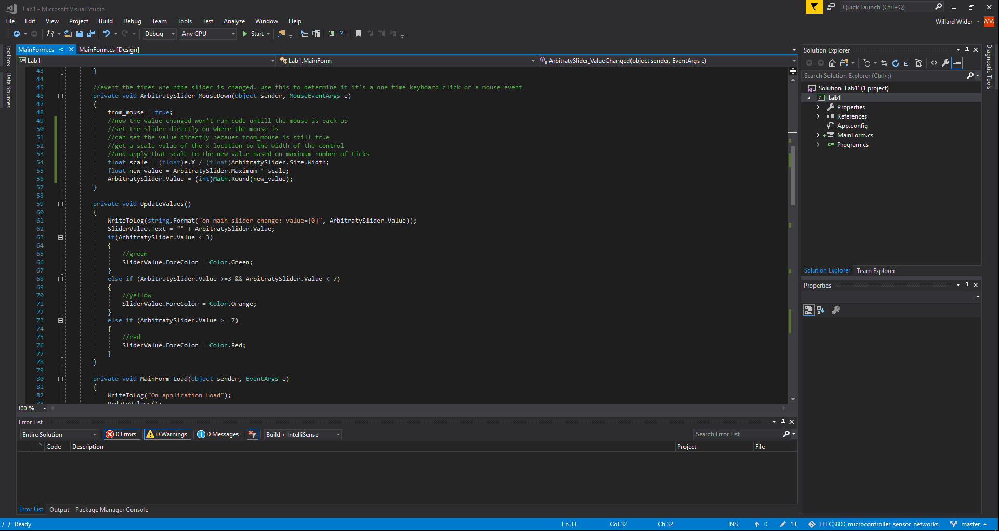 Lab1 - Microsoft Visual Studio
Quick Launch (Ctrl+Q)
File Edit View Project Build Debug Team Tools Test Analyze Window Help
Willard Wider WW
Debug Any CPU Start
Toolbox
Data Sources
MainForm.cs MainForm.cs [Design]
C# Lab1 Lab1.MainForm ArbitratySlider_ValueChanged(object sender, EventArgs e)
43 }
44
45 //event the fires whe nthe slider is changed. use this to determine if it's a one time keyboard click or a mouse event
46 private void ArbitratySlider_MouseDown(object sender, MouseEventArgs e)
47 {
48 from_mouse = true;
49 //now the value changed won't run code untill the mouse is back up
50 //set the slider directly on where the mouse is
51 //can set the value directly becaues from_mouse is still true
52 //get a scale value of the x location to the width of the control
53 //and apply that scale to the new value based on maximum number of ticks
54 float scale = (float)e.X / (float)ArbitratySlider.Size.Width;
55 float new_value = ArbitratySlider.Maximum * scale;
56 ArbitratySlider.Value = (int)Math.Round(new_value);
57 }
58
59 private void UpdateValues()
60 {
61 WriteToLog(string.Format("on main slider change: value={0}", ArbitratySlider.Value));
62 SliderValue.Text = "" + ArbitratySlider.Value;
63 if(ArbitratySlider.Value < 3)
64 {
65 //green
66 SliderValue.ForeColor = Color.Green;
67 }
68 else if (ArbitratySlider.Value >=3 && ArbitratySlider.Value < 7)
69 {
70 //yellow
71 SliderValue.ForeColor = Color.Orange;
72 }
73 else if (ArbitratySlider.Value >= 7)
74 {
75 //red
76 SliderValue.ForeColor = Color.Red;
77 }
78 }
79
80 private void MainForm_Load(object sender, EventArgs e)
81 {
82 WriteToLog("On application Load");
83 UpdateValues();
100 %
Solution Explorer
Search Solution Explorer (Ctrl+;)
Solution 'Lab1' (1 project)
C# Lab1
Properties
References
App.config
MainForm.cs
C# Program.cs
Solution Explorer Team Explorer
Properties
Diagnostic Tools
Error List
Entire Solution 0 Errors 0 Warnings 0 Messages Build + IntelliSense Search Error List
Code Description Project File
Error List Output Package Manager Console
Ready Ln 33 Col 32 Ch 32 INS 0 13 ELEC3800_microcontroller_sensor_networks master